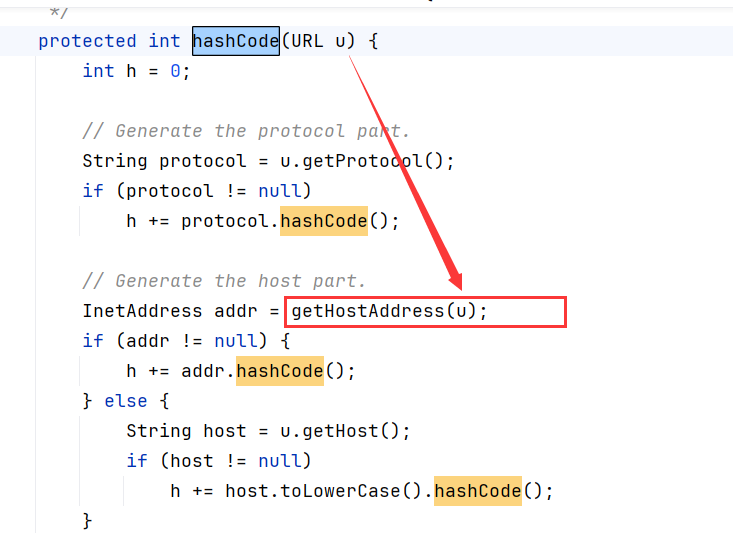 */
protected int hashCode(URL u) {
int h = 0;
// Generate the protocol part.
String protocol = u.getProtocol();
if (protocol != null)
h += protocol.hashCode();
// Generate the host part.
InetAddress addr = getHostAddress(u);
if (addr != null) {
h += addr.hashCode();
} else {
String host = u.getHost();
if (host != null)
h += host.toLowerCase().hashCode();
}